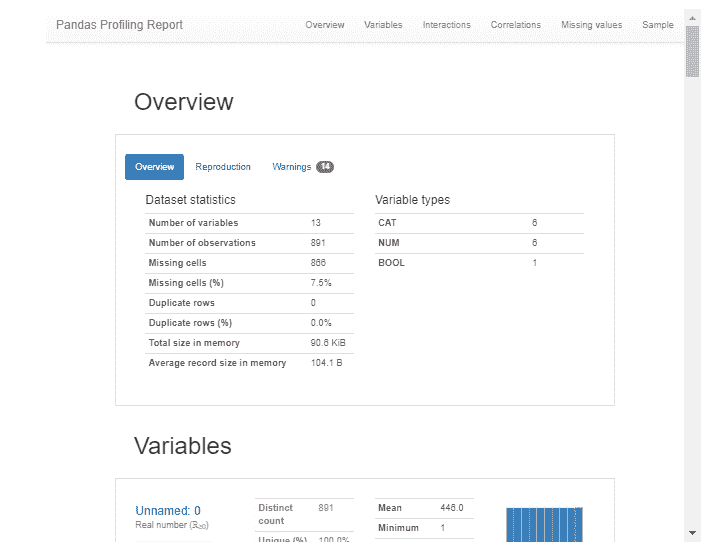 Pandas Profiling Report Overview Variables Interactions Correlations Missing values Sample
Overview
Overview Reproduction Warnings 14
Dataset statistics
Number of variables 13
Number of observations 891
Missing cells 866
Missing cells (%) 7.5%
Duplicate rows 0
Duplicate rows (%) 0.0%
Total size in memory 90.6 KiB
Average record size in memory 104.1 B
Variable types
CAT 6
NUM 6
BOOL 1
Variables
Unnamed: 0
Real number (ℝ≥0)
Distinct count 891
Unique (%) 100.0%
Mean 446.0
Minimum 1